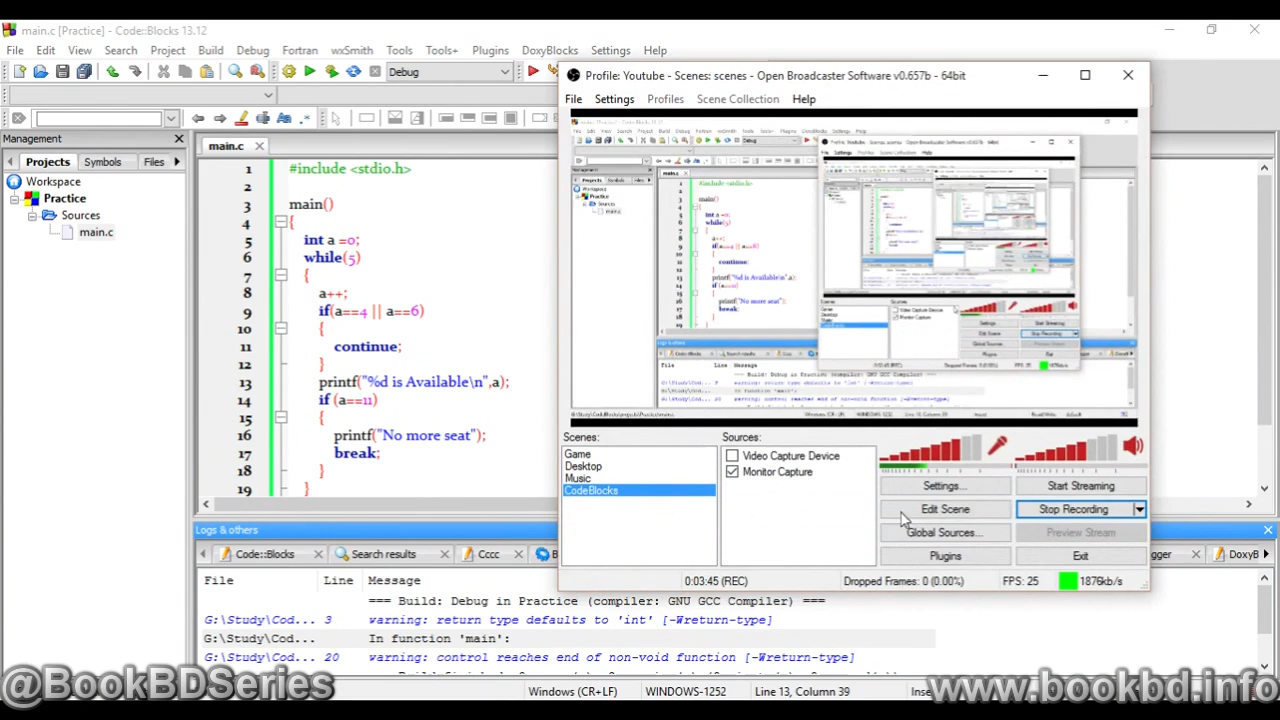 main.c [Practice] - Code::Blocks 13.12
File Edit View Search Project Build Debug Fortran wxSmith Tools Tools+ Plugins DoxyBlocks Settings Help
Debug
Management
Projects Symbols Files
Workspace
Practice
Sources
main.c
main.c
1 #include <stdio.h>
2
3 main()
4 {
5 int a =0;
6 while(5)
7 {
8 a++;
9 if(a==4 || a==6)
10 {
11 continue;
12 }
13 printf("%d is Available\n",a);
14 if (a==11)
15 {
16 printf("No more seat");
17 break;
18 }
19 }
Profile: Youtube - Scenes: scenes - Open Broadcaster Software v0.657b - 64bit
File Settings Profiles Scene Collection Help
Scenes:
Game
Desktop
Music
CodeBlocks
Sources:
Video Capture Device
Monitor Capture
Settings... Start Streaming
Edit Scene Stop Recording
Global Sources... Preview Stream
Plugins Exit
0:03:45 (REC) Dropped Frames: 0 (0.00%) FPS: 25 1876kb/s
Logs & others
Code::Blocks Search results Cccc DoxyB
File Line Message
=== Build: Debug in Practice (compiler: GNU GCC Compiler) ===
G:\Study\Cod... 3 warning: return type defaults to 'int' [-Wreturn-type]
G:\Study\Cod... In function 'main':
G:\Study\Cod... 20 warning: control reaches end of non-void function [-Wreturn-type]
Windows (CR+LF) WINDOWS-1252 Line 13, Column 39
@BookBDSeries
www.bookbd.info